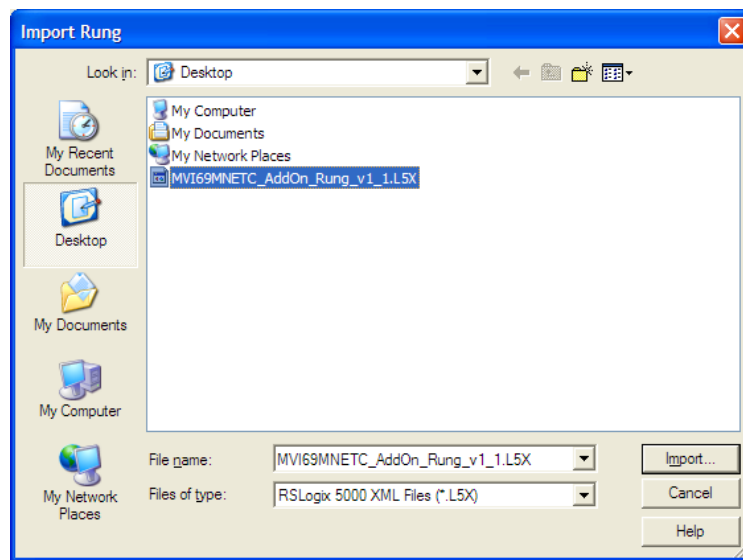 Import Rung
Look in:
Desktop
My Recent
Documents
Desktop
My Documents
My Computer
My Network
Places
My Computer
My Documents
My Network Places
MVI69MNETC_AddOn_Rung_v1_1.L5X
File name:
MVI69MNETC_AddOn_Rung_v1_1.L5X
Import...
Files of type:
RSLogix 5000 XML Files (*.L5X)
Cancel
Help